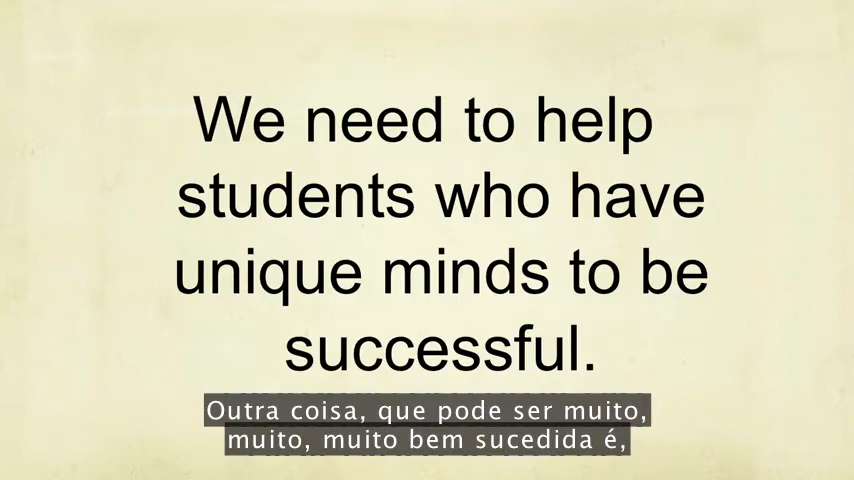 We need to help
students who have
unique minds to be
successful.
Outra coisa, que pode ser muito,
muito, muito bem sucedida é,